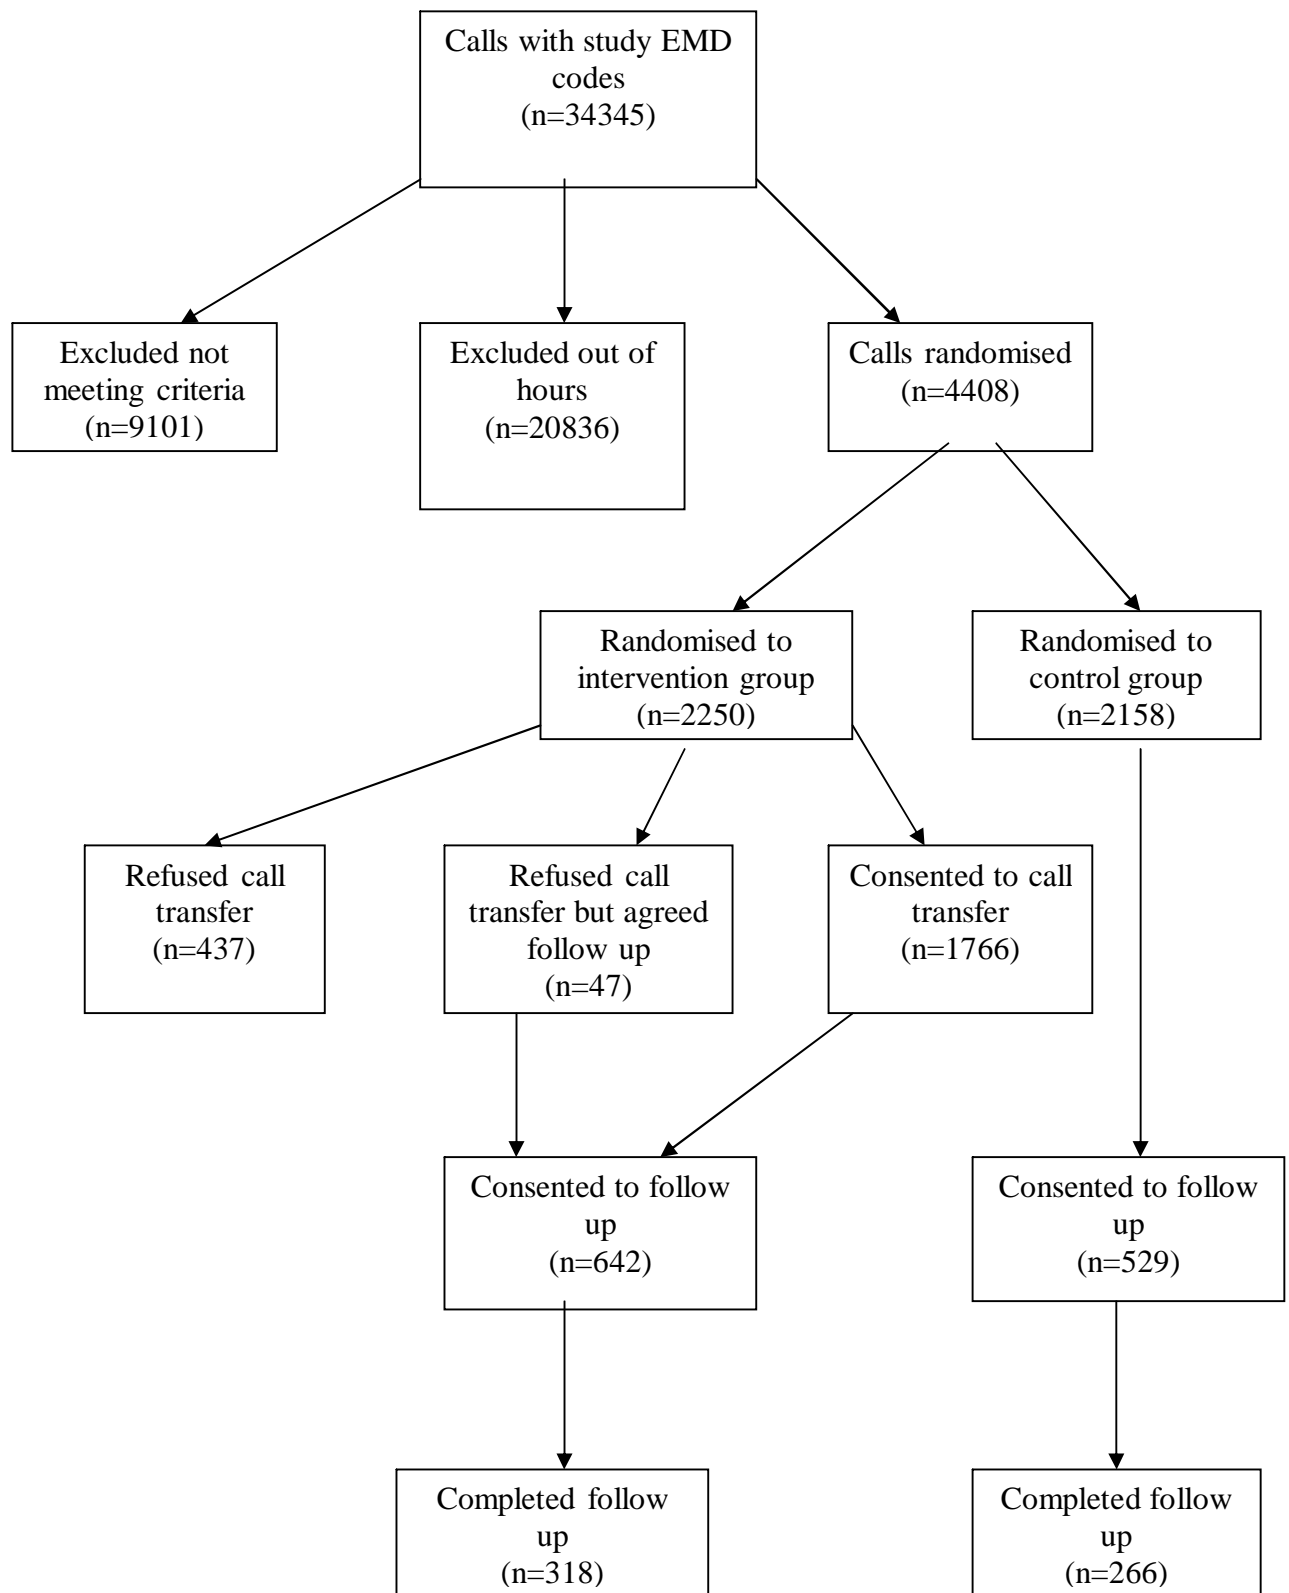 Calls with study EMD
codes
(n=34345)
Excluded not
meeting criteria
(n=9101)
Excluded out of
hours
(n=20836)
Calls randomised
(n=4408)
Randomised to
intervention group
(n=2250)
Randomised to
control group
(n=2158)
Refused call
transfer
(n=437)
Refused call
transfer but agreed
follow up
(n=47)
Consented to call
transfer
(n=1766)
Consented to follow
up
(n=642)
Consented to follow
up
(n=529)
Completed follow
up
(n=318)
Completed follow
up
(n=266)